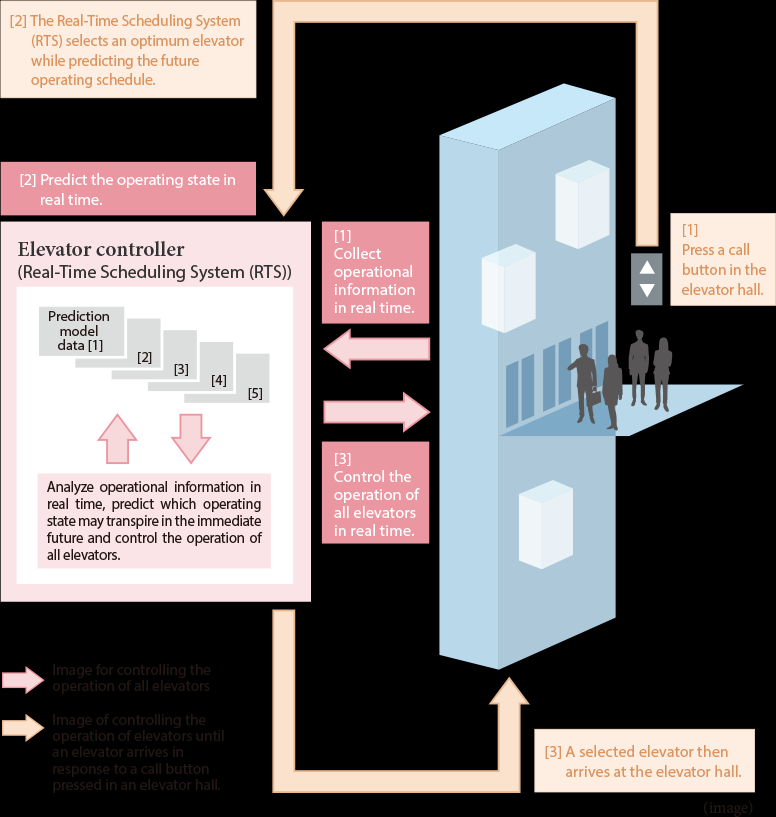 [2] The Real-Time Scheduling System
(RTS) selects an optimum elevator
while predicting the future
operating schedule.
[2] Predict the operating state in
real time.
Elevator controller
(Real-Time Scheduling System (RTS))
Prediction
model
data [1]
[2]
[3]
[4]
[5]
Analyze operational information in
real time, predict which operating
state may transpire in the immediate
future and control the operation of
all elevators.
[1]
Collect
operational
information
in real time.
[3]
Control the
operation of
all elevators
in real time.
[1]
Press a call
button in the
elevator hall.
[3] A selected elevator then
arrives at the elevator hall.
Image for controlling the
operation of all elevators
Image of controlling the
operation of elevators until
an elevator arrives in
response to a call button
pressed in an elevator hall.
(image)